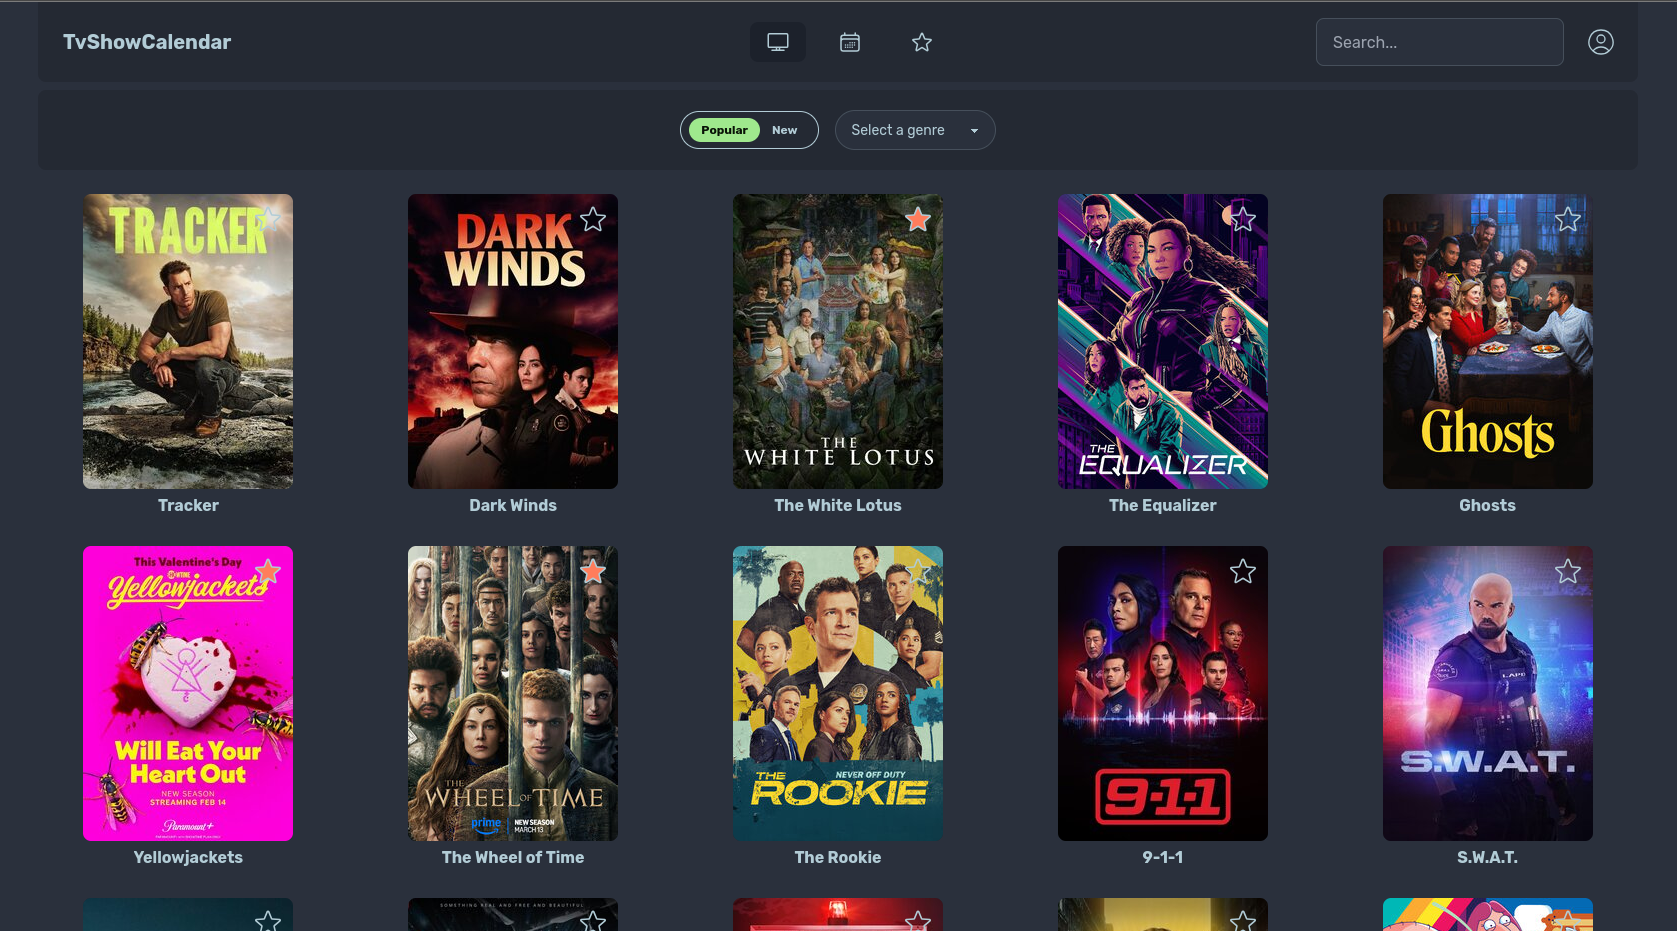 TvShowCalendar
Search...
Popular
New
Select a genre
TRACKER
DARK
WINDS
THE
WHITE LOTUS
THE
EQUALIZER
Ghosts
Tracker
Dark Winds
The White Lotus
The Equalizer
Ghosts
This Valentine's Day
SHOWTIME
Yellowjackets
Will Eat Your
Heart Out
NEW SEASON
STREAMING FEB 14
Paramount+
THE
WHEEL OF TIME
prime
NEW SEASON
MARCH 13
NEVER OFF DUTY
THE
ROOKIE
9-1-1
LAPD
S.W.A.T.
Yellowjackets
The Wheel of Time
The Rookie
9-1-1
S.W.A.T.
SOMETHING REAL AND FREE AND BEAUTIFUL